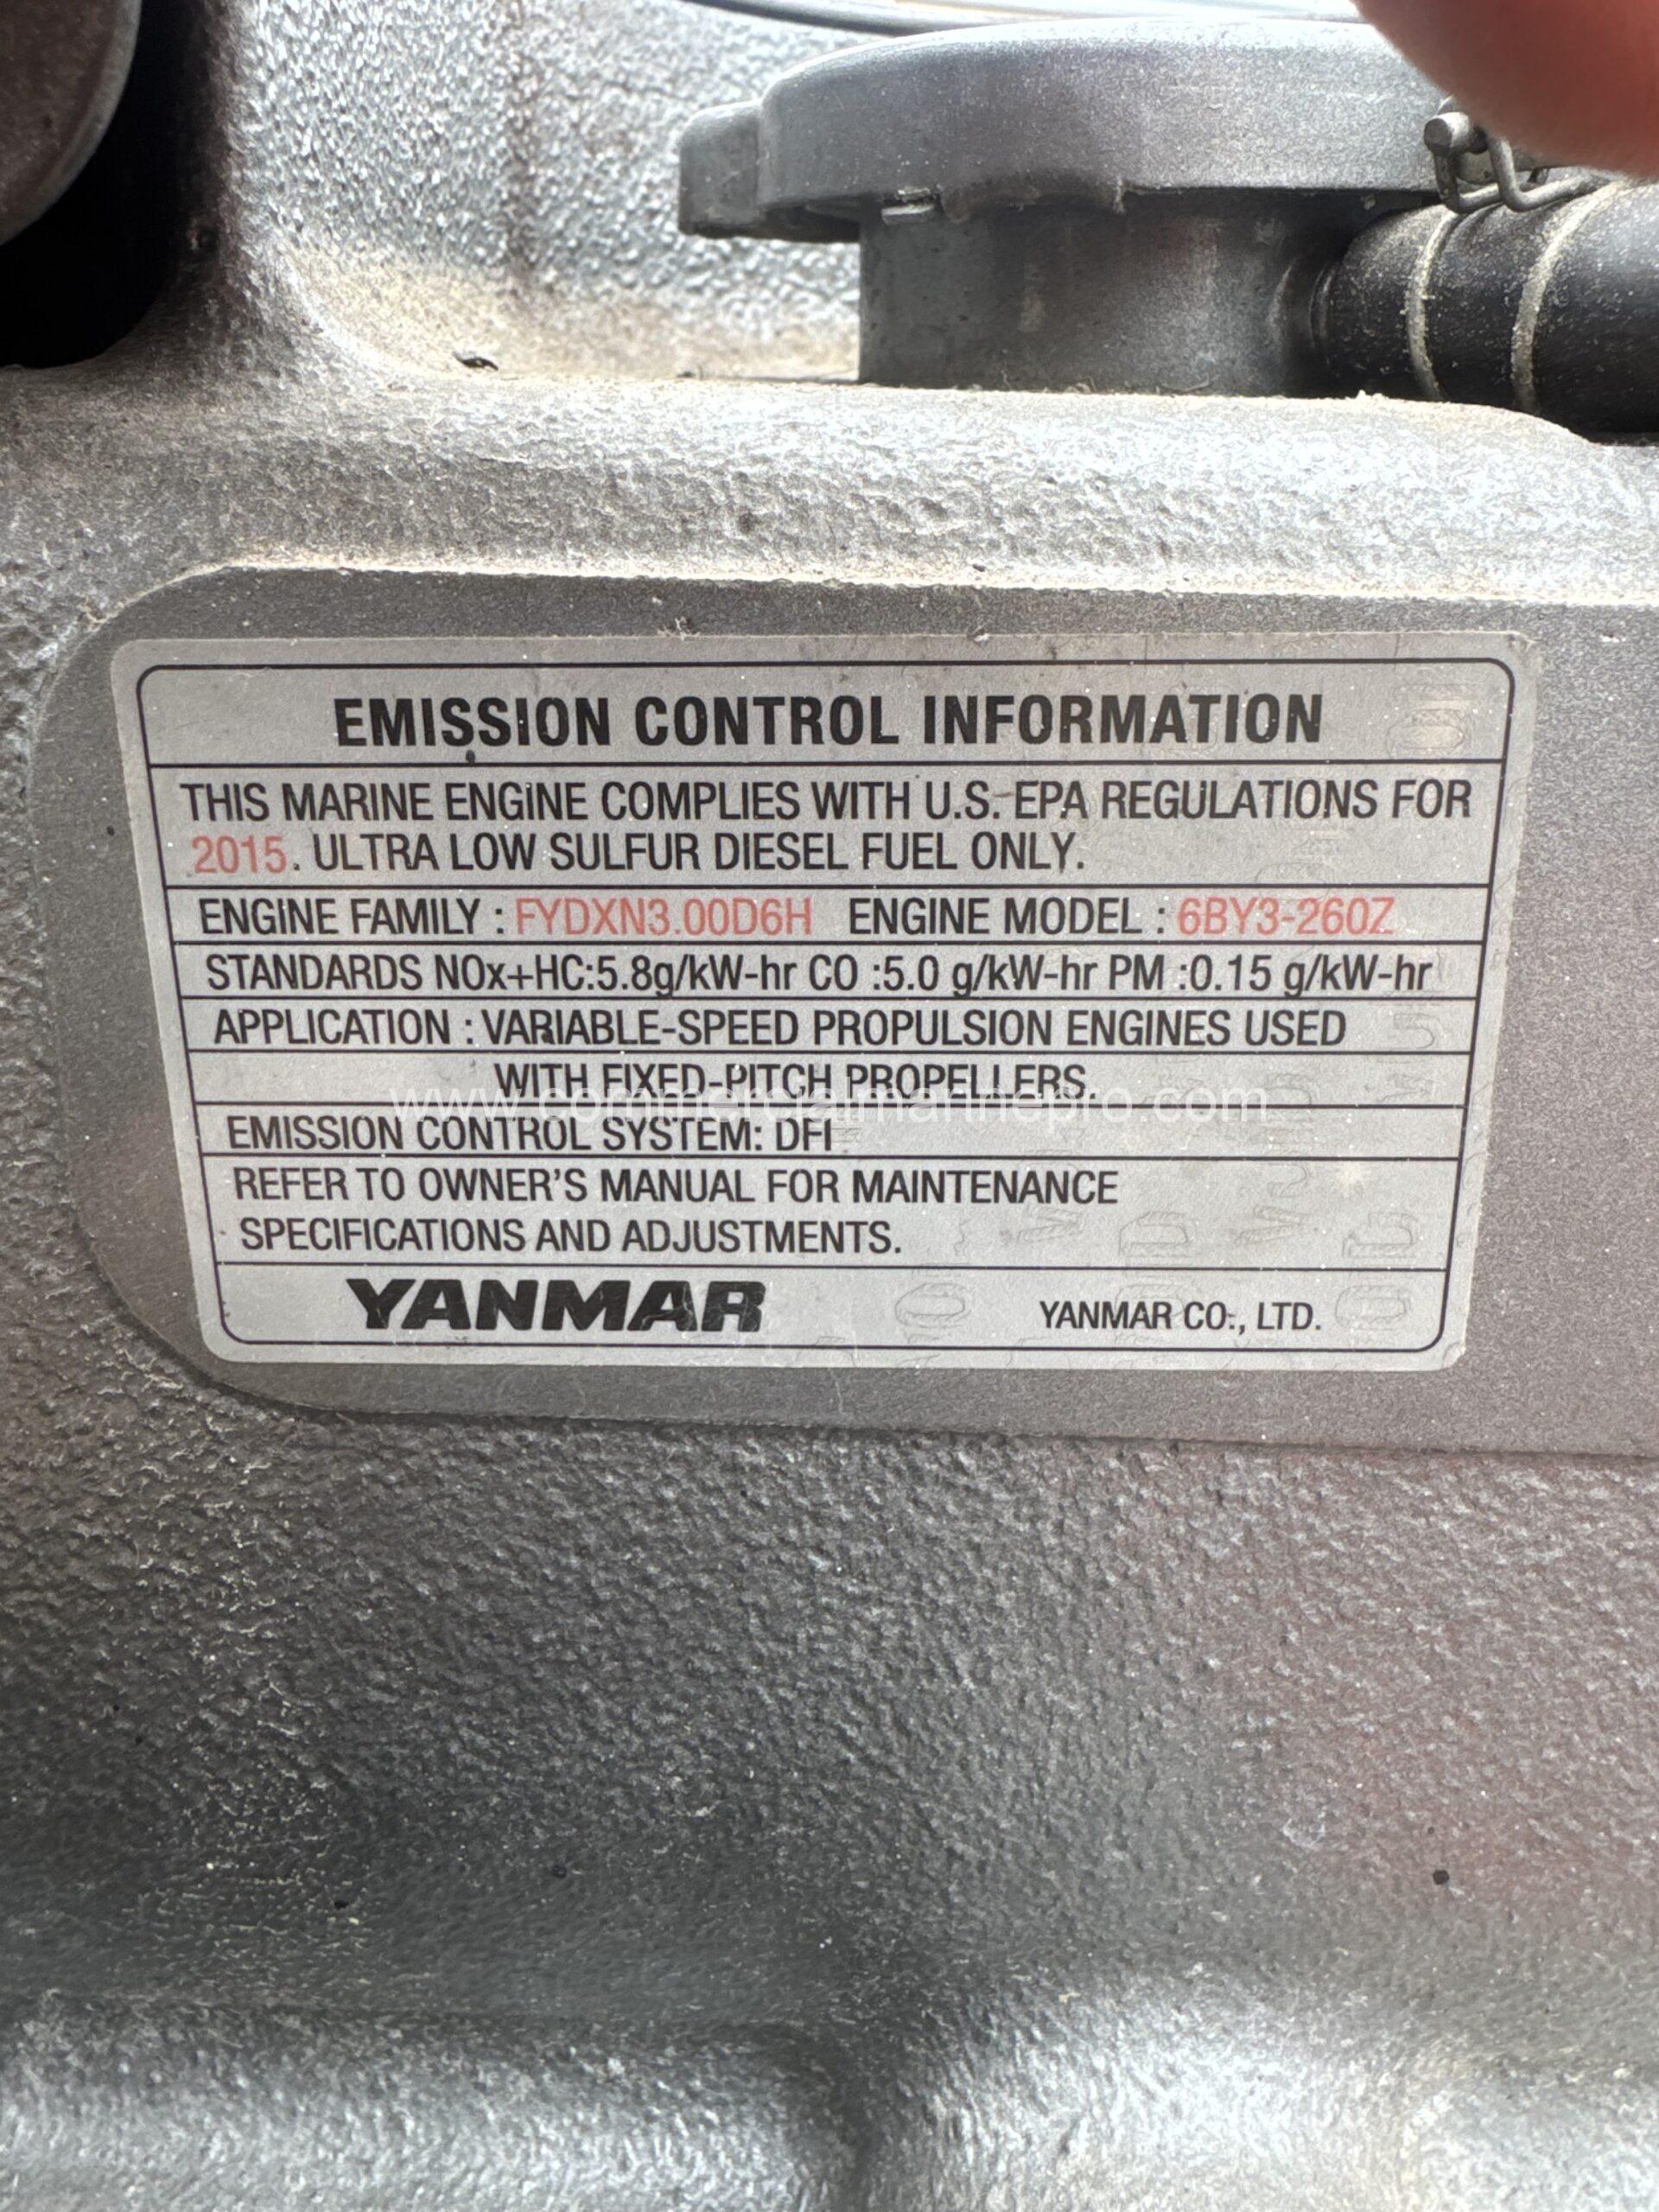 EMISSION CONTROL INFORMATION
THIS MARINE ENGINE COMPLIES WITH U.S. EPA REGULATIONS FOR
2015. ULTRA LOW SULFUR DIESEL FUEL ONLY.
ENGINE FAMILY : FYDXN3.00D6H ENGINE MODEL : 6BY3-260Z
STANDARDS NOx+HC:5.8g/kW-hr CO :5.0 g/kW-hr PM :0.15 g/kW-hr
APPLICATION : VARIABLE-SPEED PROPULSION ENGINES USED
WITH FIXED-PITCH PROPELLERS.
www.commercialmarinepro.com
EMISSION CONTROL SYSTEM: DFI
REFER TO OWNER'S MANUAL FOR MAINTENANCE
SPECIFICATIONS AND ADJUSTMENTS.
YANMAR YANMAR CO., LTD.